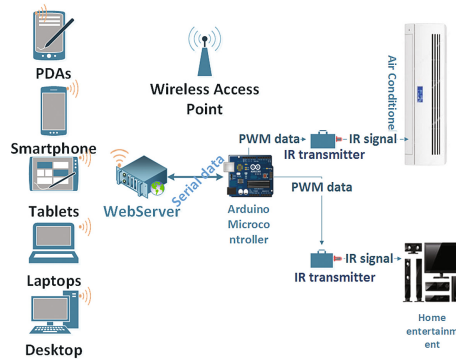 PDAs
Smartphone
Tablets
Laptops
Desktop
Wireless Access
Point
WebServer
Serial data
Arduino
Microco
ntroller
PWM data
IR transmitter
IR signal
Air Conditione
PWM data
IR transmitter
IR signal
Home
entertainm
ent